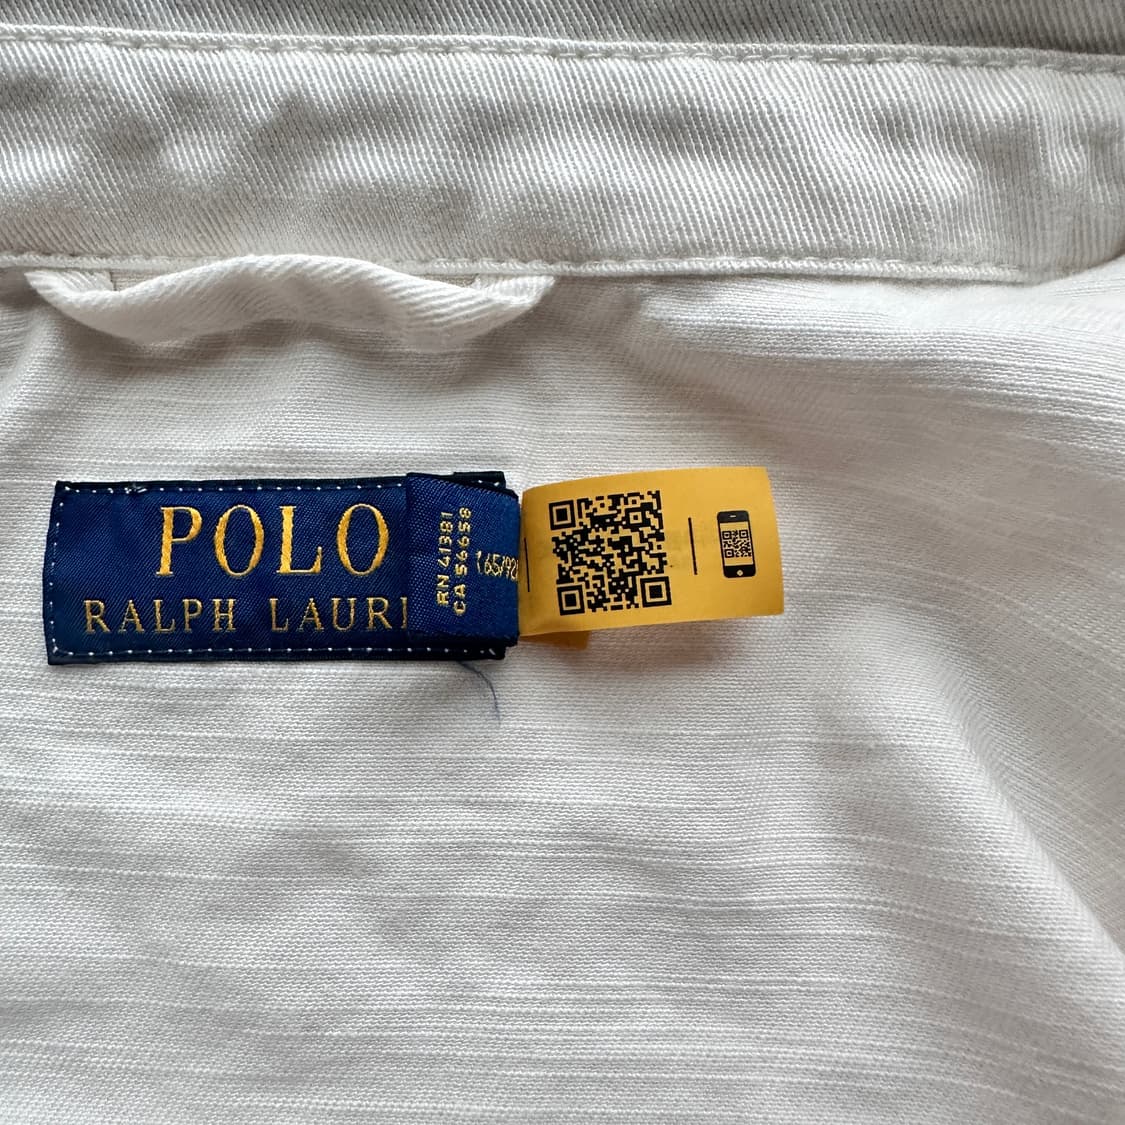 POLO
RALPH LAUR
RN 41381
CA 56658
165/92